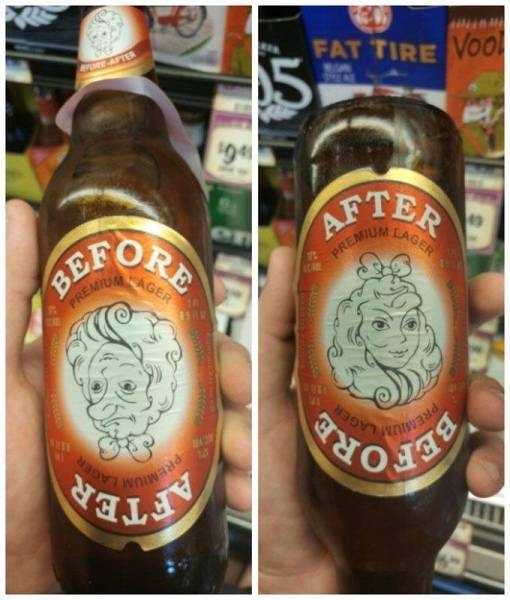 BEFORE-AFTER
BEFORE
PREMIUM LAGER
PREMIUM LAGER
AFTER
FAT TIRE
AFTER
PREMIUM LAGER
PREMIUM LAGER
BEFORE